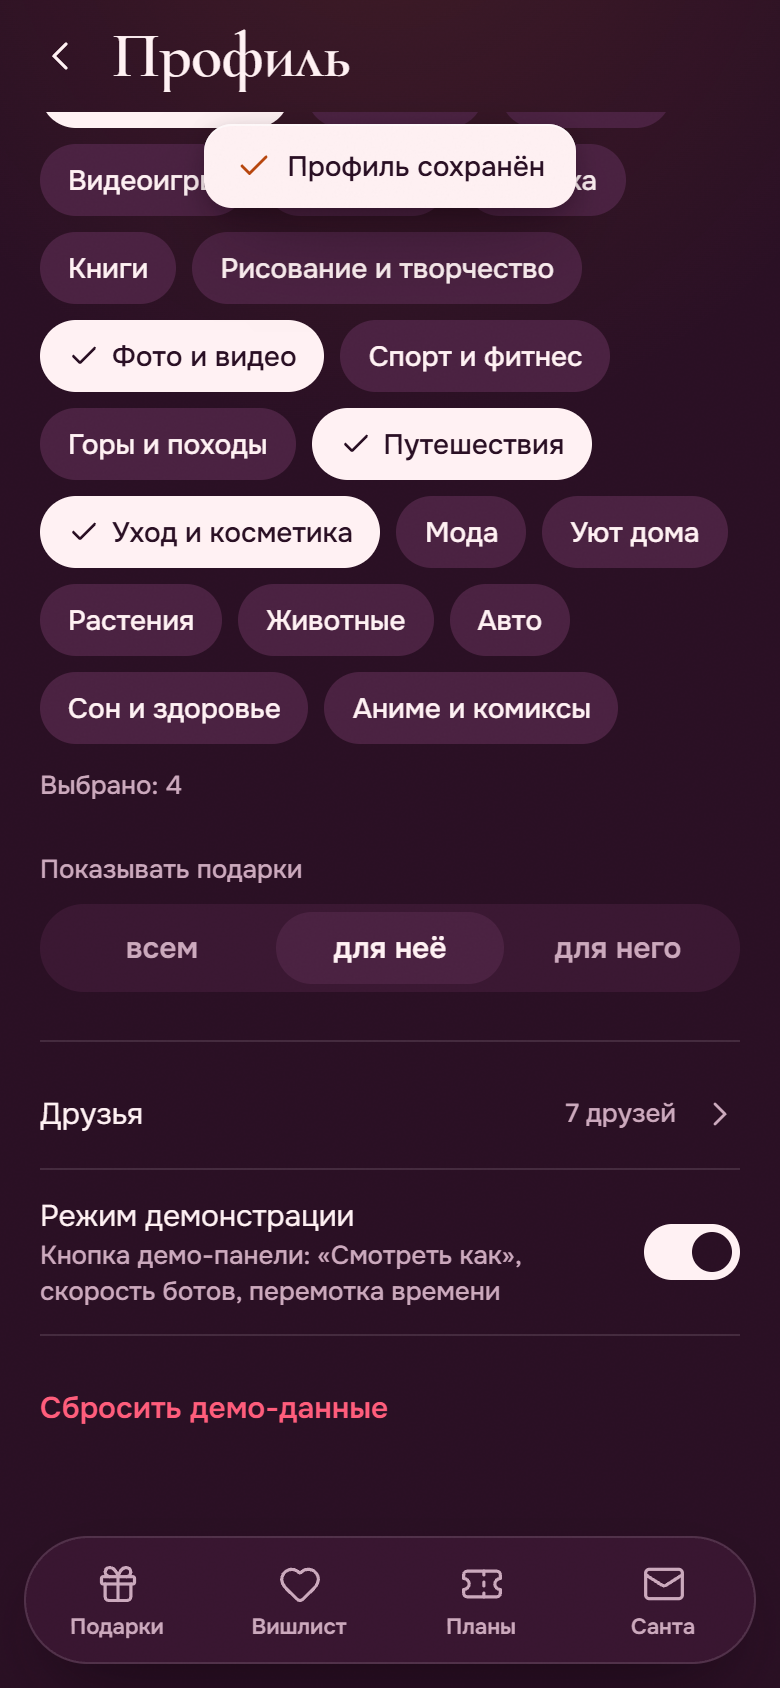 Профиль
Профиль сохранён
Книги
Рисование и творчество
Фото и видео
Спорт и фитнес
Горы и походы
Путешествия
Уход и косметика
Мода
Уют дома
Растения
Животные
Авто
Сон и здоровье
Аниме и комиксы
Выбрано: 4
Показывать подарки
всем
для неё
для него
Друзья
7 друзей
Режим демонстрации
Кнопка демо-панели: «Смотреть как»,
скорость ботов, перемотка времени
Сбросить демо-данные
Подарки
Вишлист
Планы
Санта